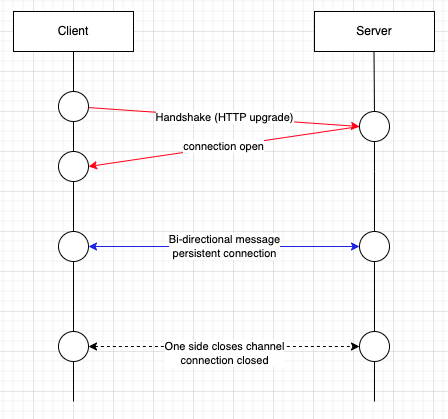 Client
Server
Handshake (HTTP upgrade)
connection open
Bi-directional message
persistent connection
One side closes channel
connection closed